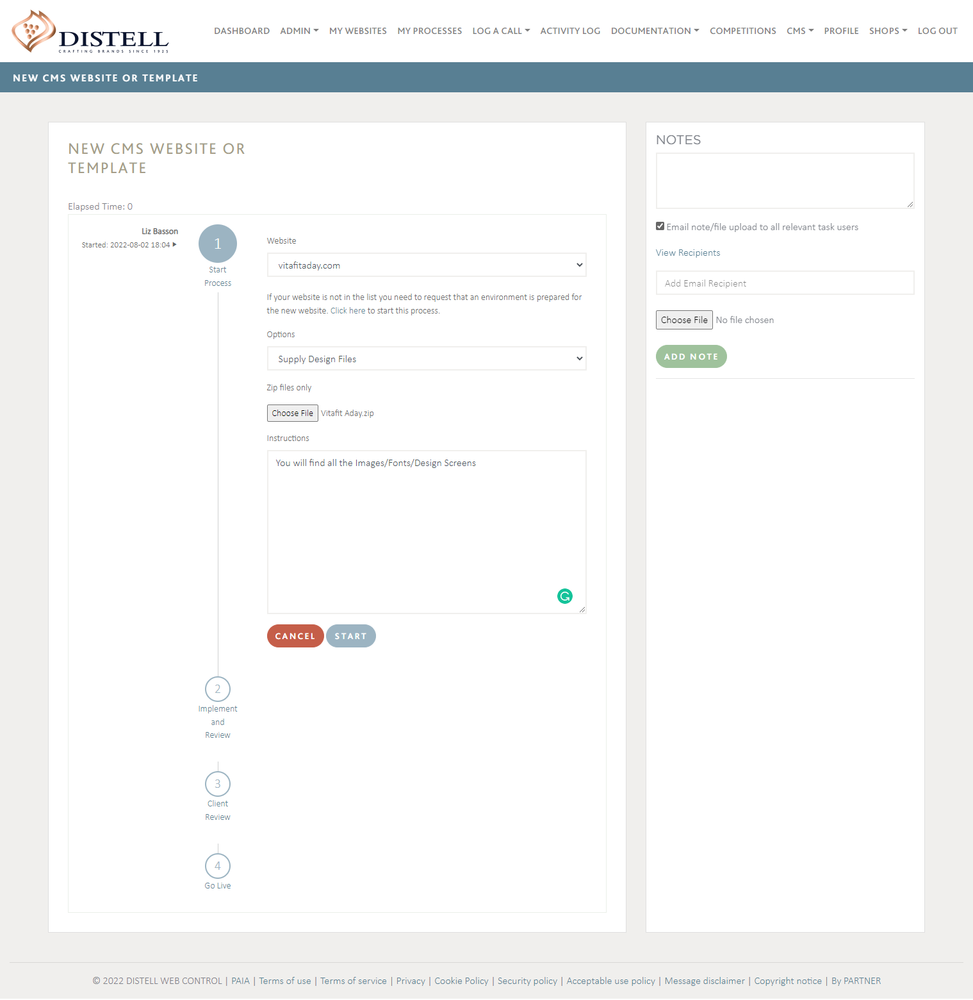 DISTELL
CRAFTING BRANDS SINCE 1925
DASHBOARD ADMIN MY WEBSITES MY PROCESSES LOG A CALL ACTIVITY LOG DOCUMENTATION COMPETITIONS CMS PROFILE SHOPS LOG OUT
NEW CMS WEBSITE OR TEMPLATE
NEW CMS WEBSITE OR
TEMPLATE
Elapsed Time: 0
Liz Basson
Started: 2022-08-02 18:04
1
Start
Process
Website
vitafitaday.com
If your website is not in the list you need to request that an environment is prepared for
the new website. Click here to start this process.
Options
Supply Design Files
Zip files only
Choose File Vitafit Aday.zip
Instructions
You will find all the Images/Fonts/Design Screens
CANCEL START
2
Implement
and
Review
3
Client
Review
4
Go Live
NOTES
Email note/file upload to all relevant task users
View Recipients
Add Email Recipient
Choose File No file chosen
ADD NOTE
© 2022 DISTELL WEB CONTROL | PAIA | Terms of use | Terms of service | Privacy | Cookie Policy | Security policy | Acceptable use policy | Message disclaimer | Copyright notice | By PARTNER